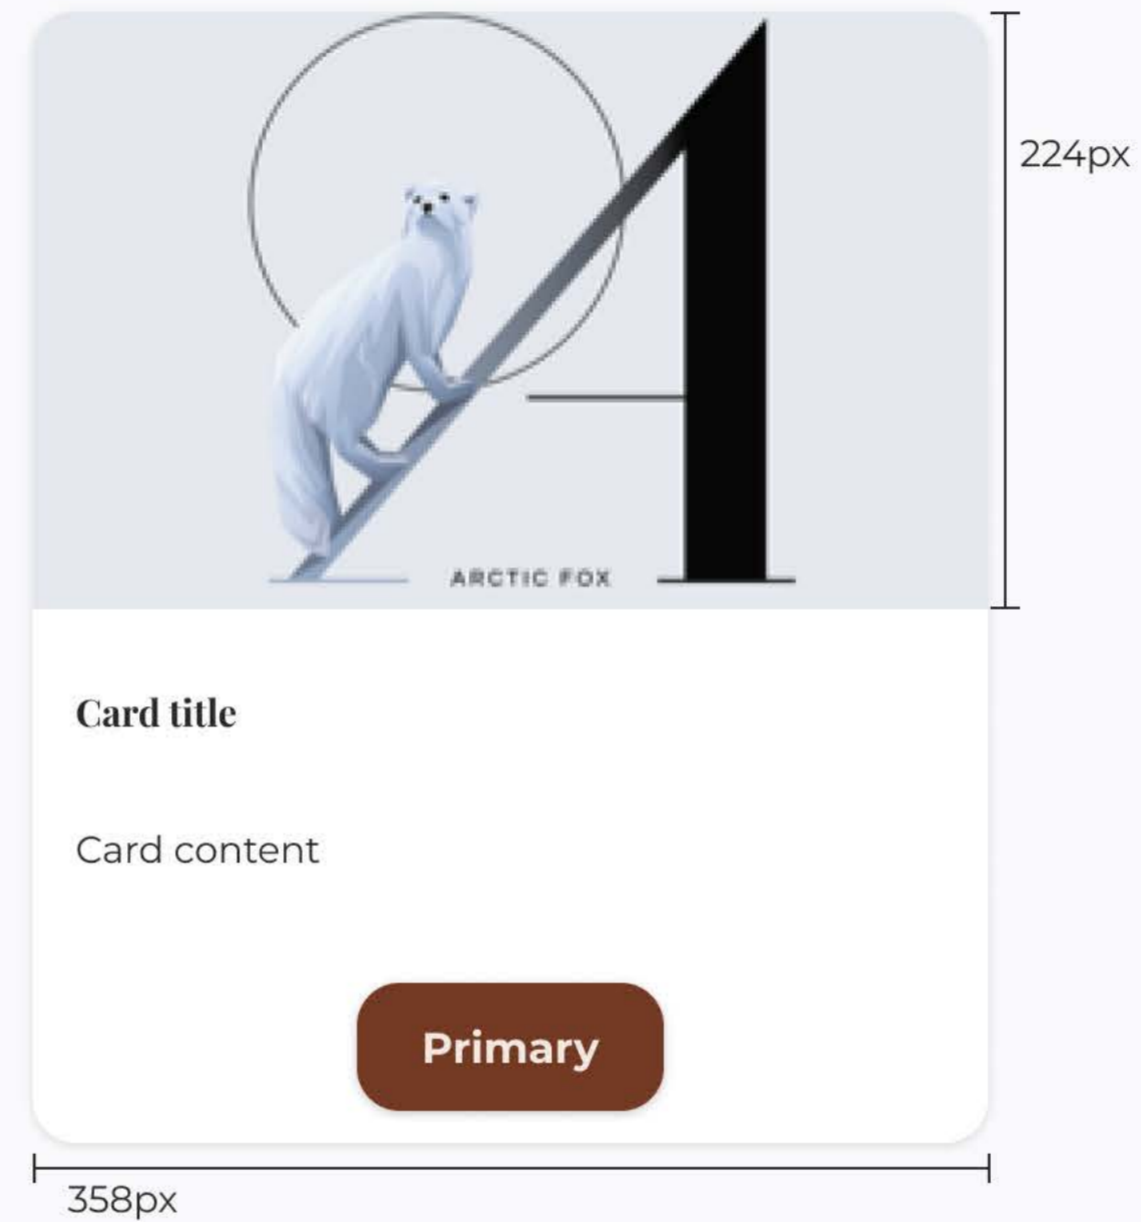 224px
A
ARCTIC FOX
Card title
Card content
Primary
358px